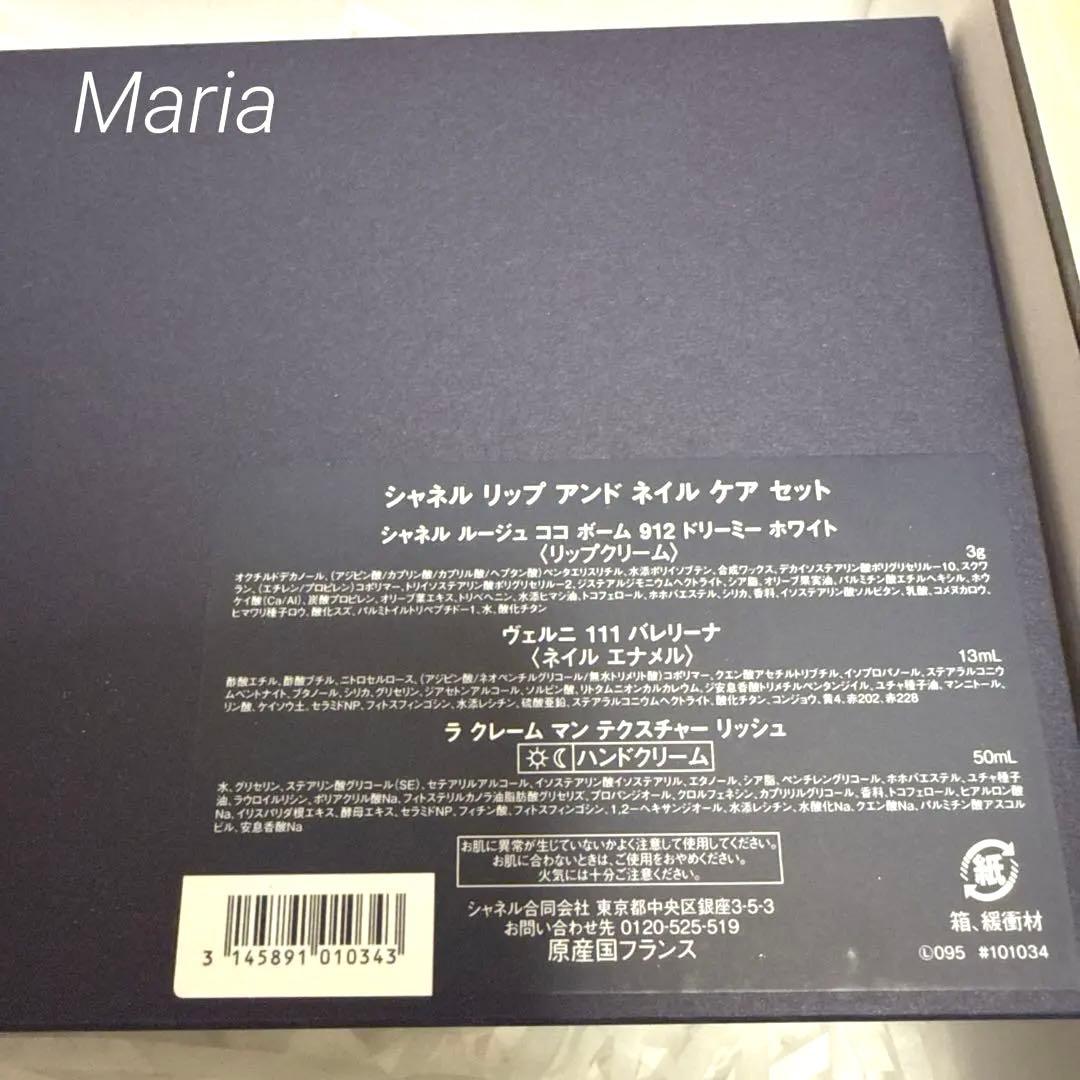 Maria
シャネル リップ アンド ネイル ケア セット
シャネル ルージュ ココ ボーム 912 ドリーミー ホワイト
〈リップクリーム〉
3g
オクチルドデカノール、(アジピン酸/カプリン酸/カプリル酸/ヘプタン酸)ペンタエリスリチル、水添ポリイソブテン、合成ワックス、デカイソステアリン酸ポリグリセリル-10、スクワ
ラン、(エチレン/プロピレン)コポリマー、トリイソステアリン酸ポリグリセリル-2、ジステアルジモニウムヘクトライト、シア脂、オリーブ果実油、パルミチン酸エチルヘキシル、ホウ
ケイ酸(Ca/Al)、炭酸プロピレン、オリーブ葉エキス、トリベヘニン、水添ヒマシ油、トコフェロール、ホホバエステル、シリカ、香料、イソステアリン酸ソルビタン、乳酸、コメヌカロウ、
ヒマワリ種子ロウ、酸化スズ、パルミトイルトリペプチド-1、水、酸化チタン
ヴェルニ 111 バレリーナ
〈ネイル エナメル〉
13mL
酢酸エチル、酢酸ブチル、ニトロセルロース、(アジピン酸/ネオペンチルグリコール/無水トリメリト酸)コポリマー、クエン酸アセチルトリブチル、イソプロパノール、ステアラルコニウ
ムベントナイト、ブタノール、シリカ、グリセリン、ジアセトンアルコール、ソルビン酸、リトタムニオンカルカレウム、ジ安息香酸トリメチルペンタンジイル、ユチャ種子油、マンニトール、
リン酸、ケイソウ土、セラミドNP、フィトスフィンゴシン、水添レシチン、硫酸亜鉛、ステアラルコニウムヘクトライト、酸化チタン、コンジョウ、黄4、赤202、赤228
ラ クレーム マン テクスチャー リッシュ
ハンドクリーム
50mL
水、グリセリン、ステアリン酸グリコール(SE)、セテアリルアルコール、イソステアリン酸イソステアリル、エタノール、シア脂、ペンチレングリコール、ホホバエステル、ユチャ種子
油、ラウロイルリシン、ポリアクリル酸Na、フィトステリルカノラ油脂肪酸グリセリズ、プロパンジオール、クロルフェネシン、カプリリルグリコール、香料、トコフェロール、ヒアルロン酸
Na、イリスパリダ根エキス、酵母エキス、セラミドNP、フィチン酸、フィトスフィンゴシン、1,2-ヘキサンジオール、水添レシチン、水酸化Na、クエン酸Na、パルミチン酸アスコル
ビル、安息香酸Na
お肌に異常が生じていないかよく注意して使用してください。
お肌に合わないときは、ご使用をおやめください。
火気には十分ご注意ください。
シャネル合同会社 東京都中央区銀座3-5-3
お問い合わせ先 0120-525-519
原産国フランス
紙
箱、緩衝材
Ⓛ095 #101034
3 145891 010343